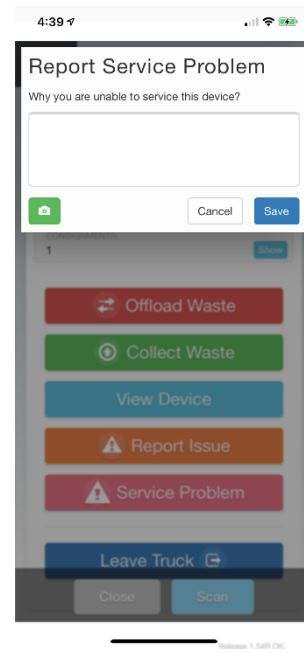 4:39
Report Service Problem
Why you are unable to service this device?
Cancel
Save
CONSIGNMENTS
1
Show
Offload Waste
Collect Waste
View Device
Report Issue
Service Problem
Leave Truck
Close
Scan
Release 1.54R OK.